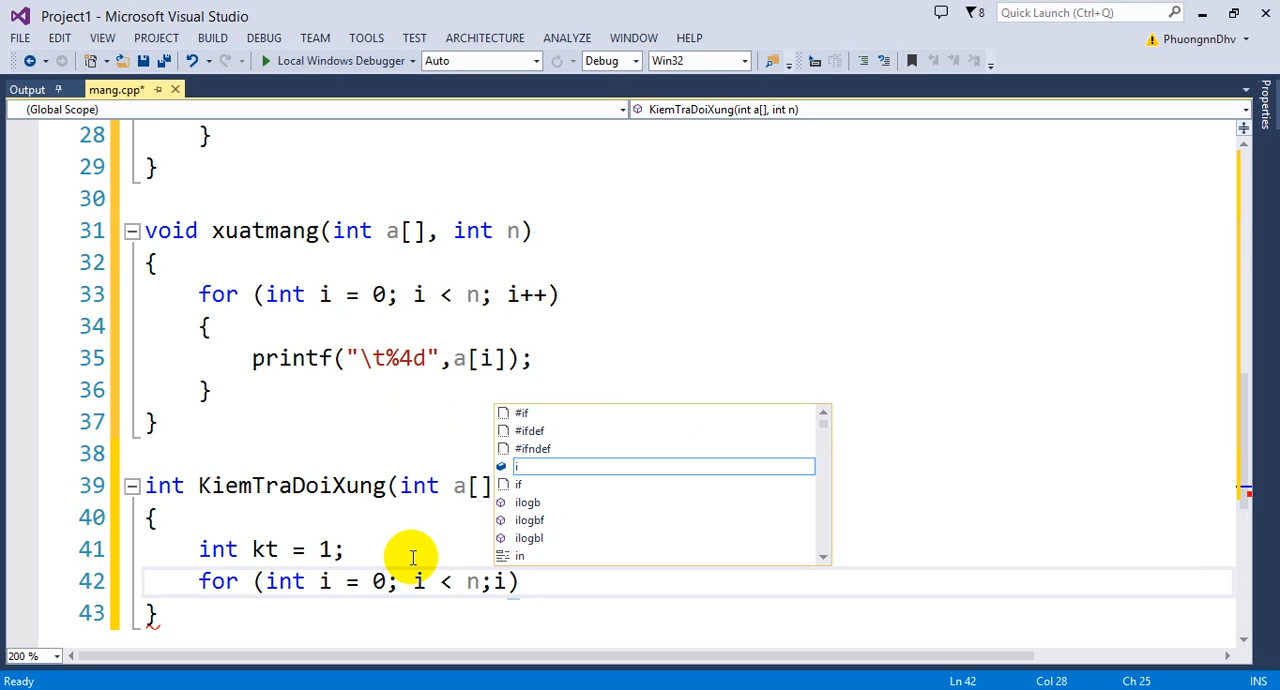 Project1 - Microsoft Visual Studio
8
Quick Launch (Ctrl+Q)
FILE EDIT VIEW PROJECT BUILD DEBUG TEAM TOOLS TEST ARCHITECTURE ANALYZE WINDOW HELP
PhuongnnDhv
Local Windows Debugger Auto Debug Win32
Output mang.cpp*
Properties
(Global Scope) KiemTraDoiXung(int a[], int n)
28 }
29 }
30
31 void xuatmang(int a[], int n)
32 {
33 for (int i = 0; i < n; i++)
34 {
35 printf("\t%4d",a[i]);
36 }
37 }
38
39 int KiemTraDoiXung(int a[]
40 {
41 int kt = 1;
42 for (int i = 0; i < n;i)
43 }
#if
#ifdef
#ifndef
i
if
ilogb
ilogbf
ilogbl
in
200 %
Ready Ln 42 Col 28 Ch 25 INS